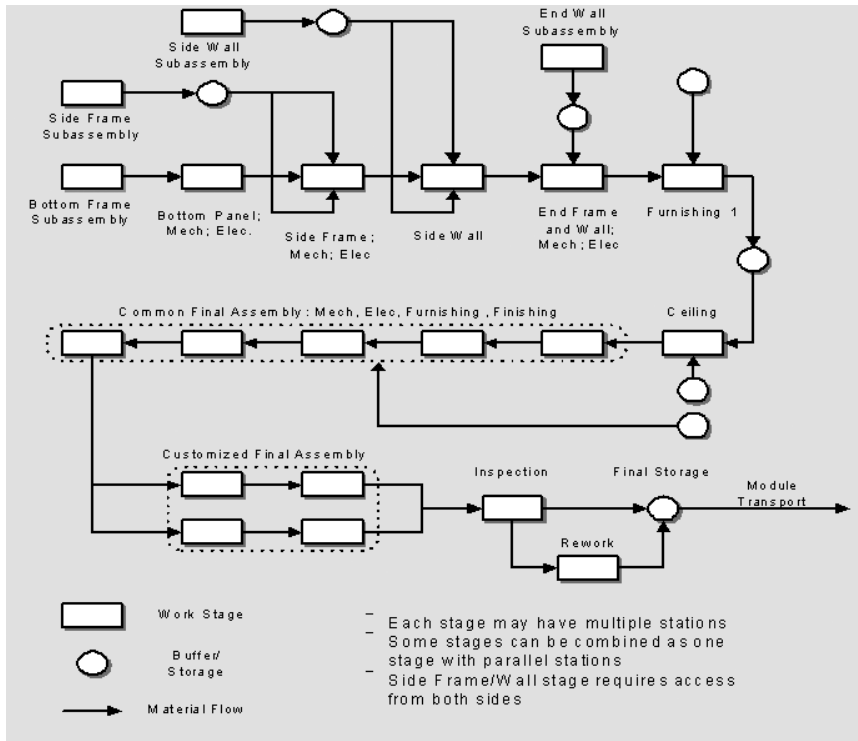 Side Wall
Subassembly
End Wall
Subassembly
Side Frame
Subassembly
Bottom Frame
Subassembly
Bottom Panel;
Mech; Elec.
Side Frame;
Mech; Elec
Side Wall
End Frame
and Wall;
Mech; Elec
Furnishing 1
Common Final Assembly: Mech, Elec, Furnishing, Finishing
Ceiling
Customized Final Assembly
Inspection
Final Storage
Module
Transport
Rework
Work Stage
Buffer/
Storage
Material Flow
– Each stage may have multiple stations
– Some stages can be combined as one
stage with parallel stations
– Side Frame/Wall stage requires access
from both sides